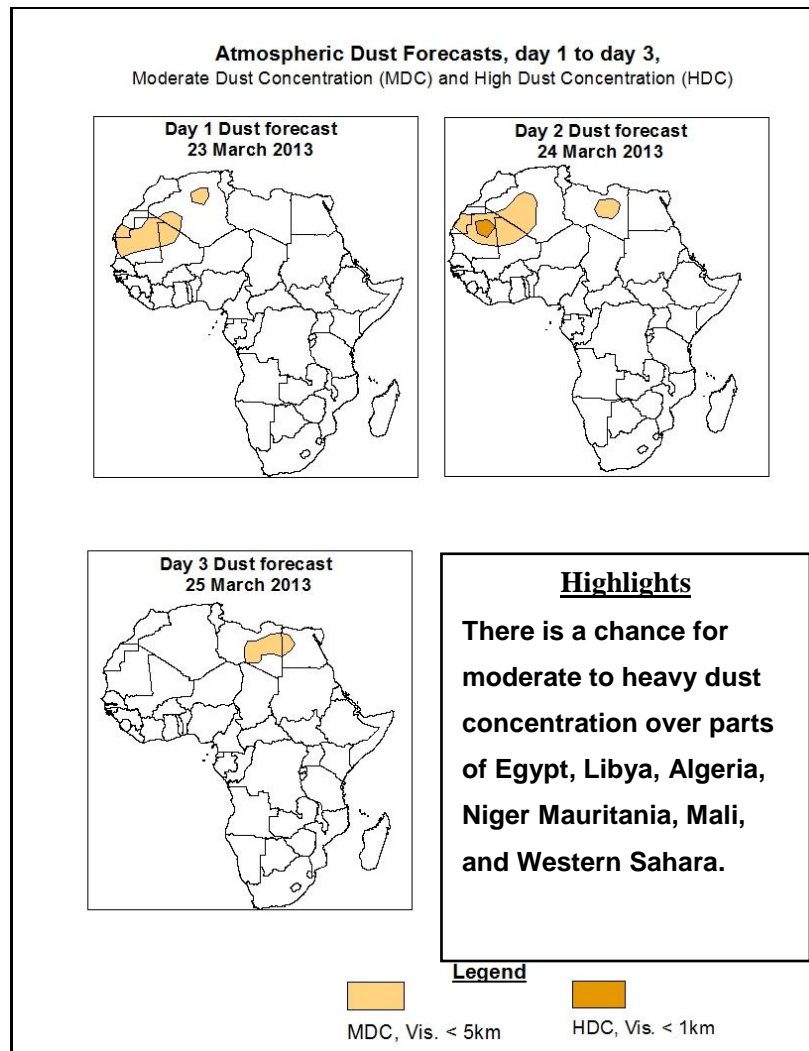 Atmospheric Dust Forecasts, day 1 to day 3,
Moderate Dust Concentration (MDC) and High Dust Concentration (HDC)
Day 1 Dust forecast
23 March 2013
Day 2 Dust forecast
24 March 2013
Day 3 Dust forecast
25 March 2013
Highlights
There is a chance for
moderate to heavy dust
concentration over parts
of Egypt, Libya, Algeria,
Niger Mauritania, Mali,
and Western Sahara.
Legend
MDC, Vis. < 5km
HDC, Vis. < 1km